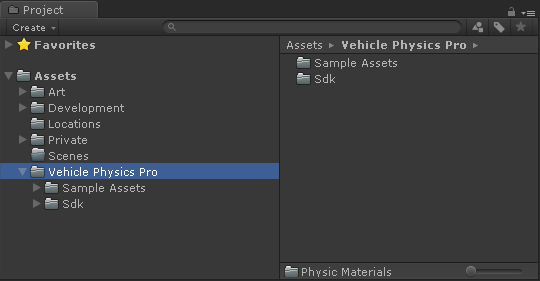 Project
Create
Favorites
Assets
Art
Development
Locations
Private
Scenes
Vehicle Physics Pro
Sample Assets
Sdk
Assets ▸ Vehicle Physics Pro ▸
Sample Assets
Sdk
Physic Materials